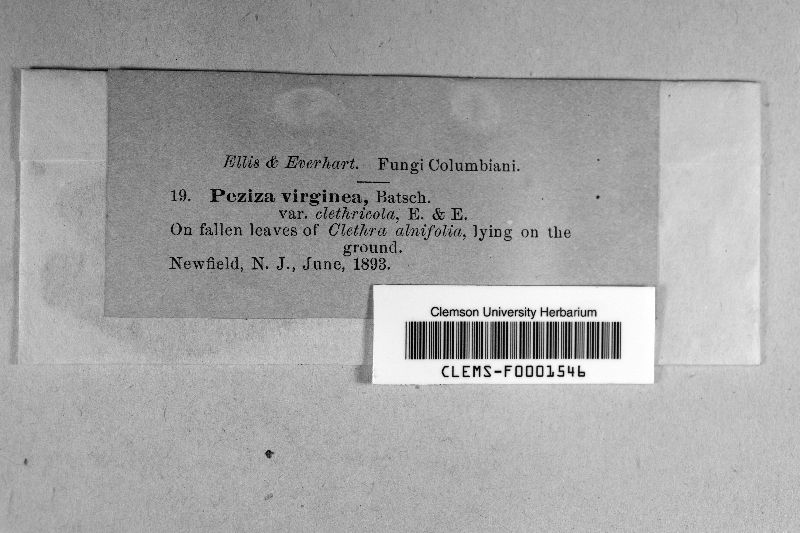 Ellis & Everhart. Fungi Columbiani.
19. Peziza virginea, Batsch.
var. clethricola, E. & E.
On fallen leaves of Clethra alnifolia, lying on the
ground.
Newfield, N. J., June, 1893.
Clemson University Herbarium
CLEMS-F0001546